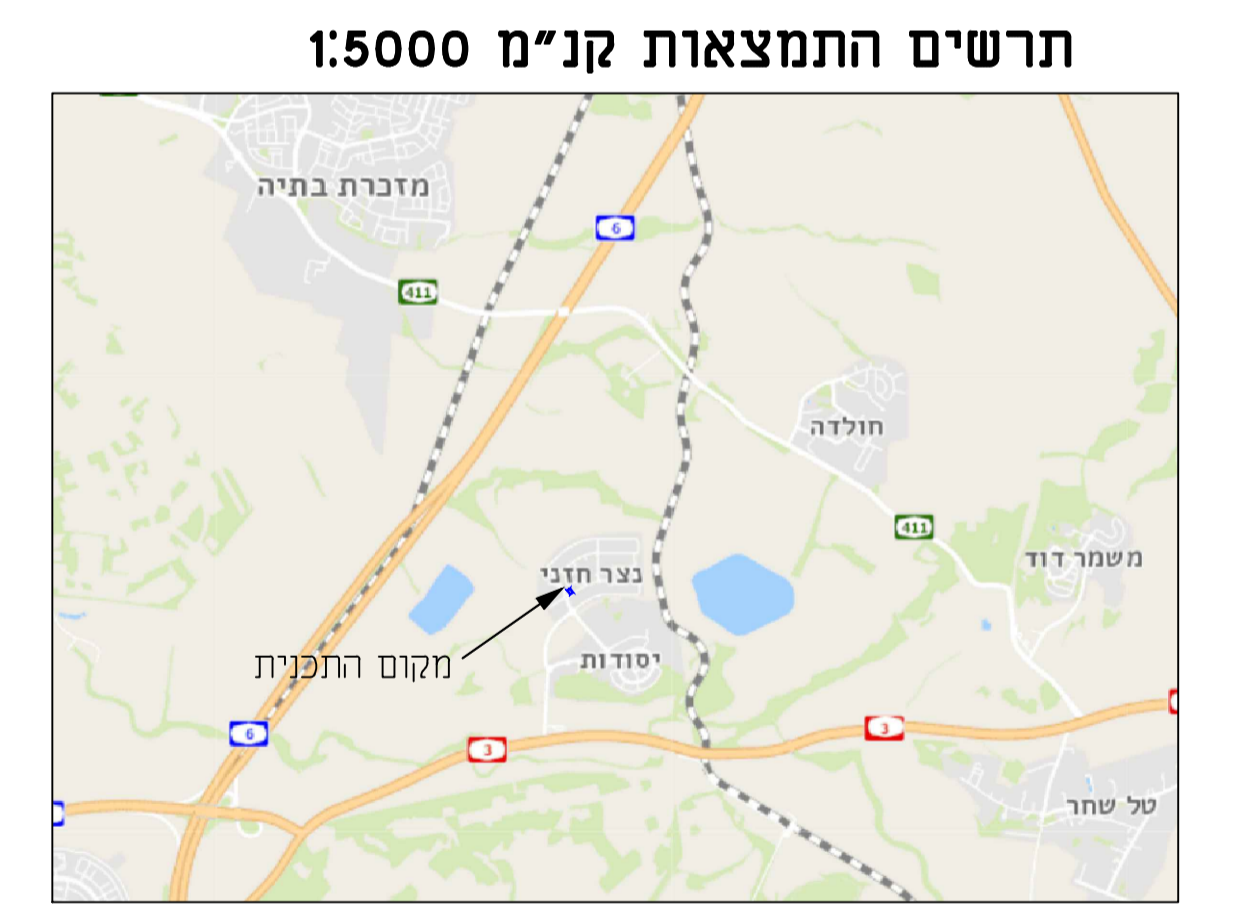 תרשים התמצאות קנ״מ 1:5000
מזכרת בתיה
6
411
חולדה
411
משמר דוד
נצר חזני
יסודות
מקום התכנית
6
3
3
טל שחר